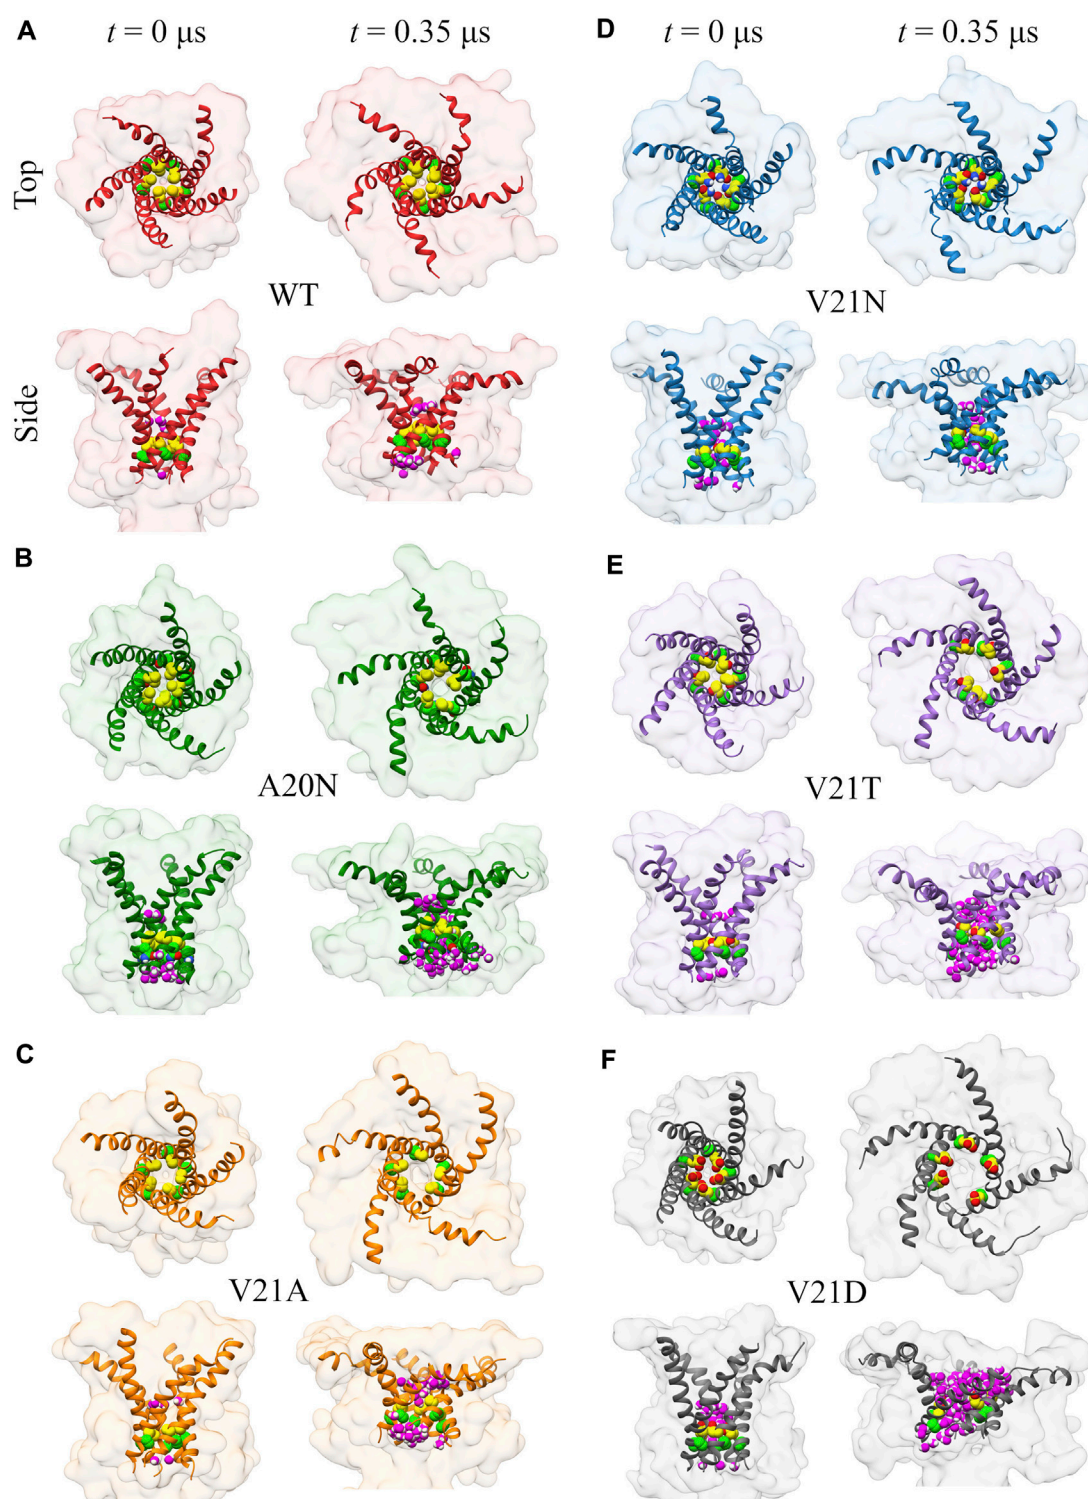 A t = 0 μs t = 0.35 μs D t = 0 μs t = 0.35 μs
Top
WT
V21N
Side
B
E
A20N
V21T
C
F
V21A
V21D